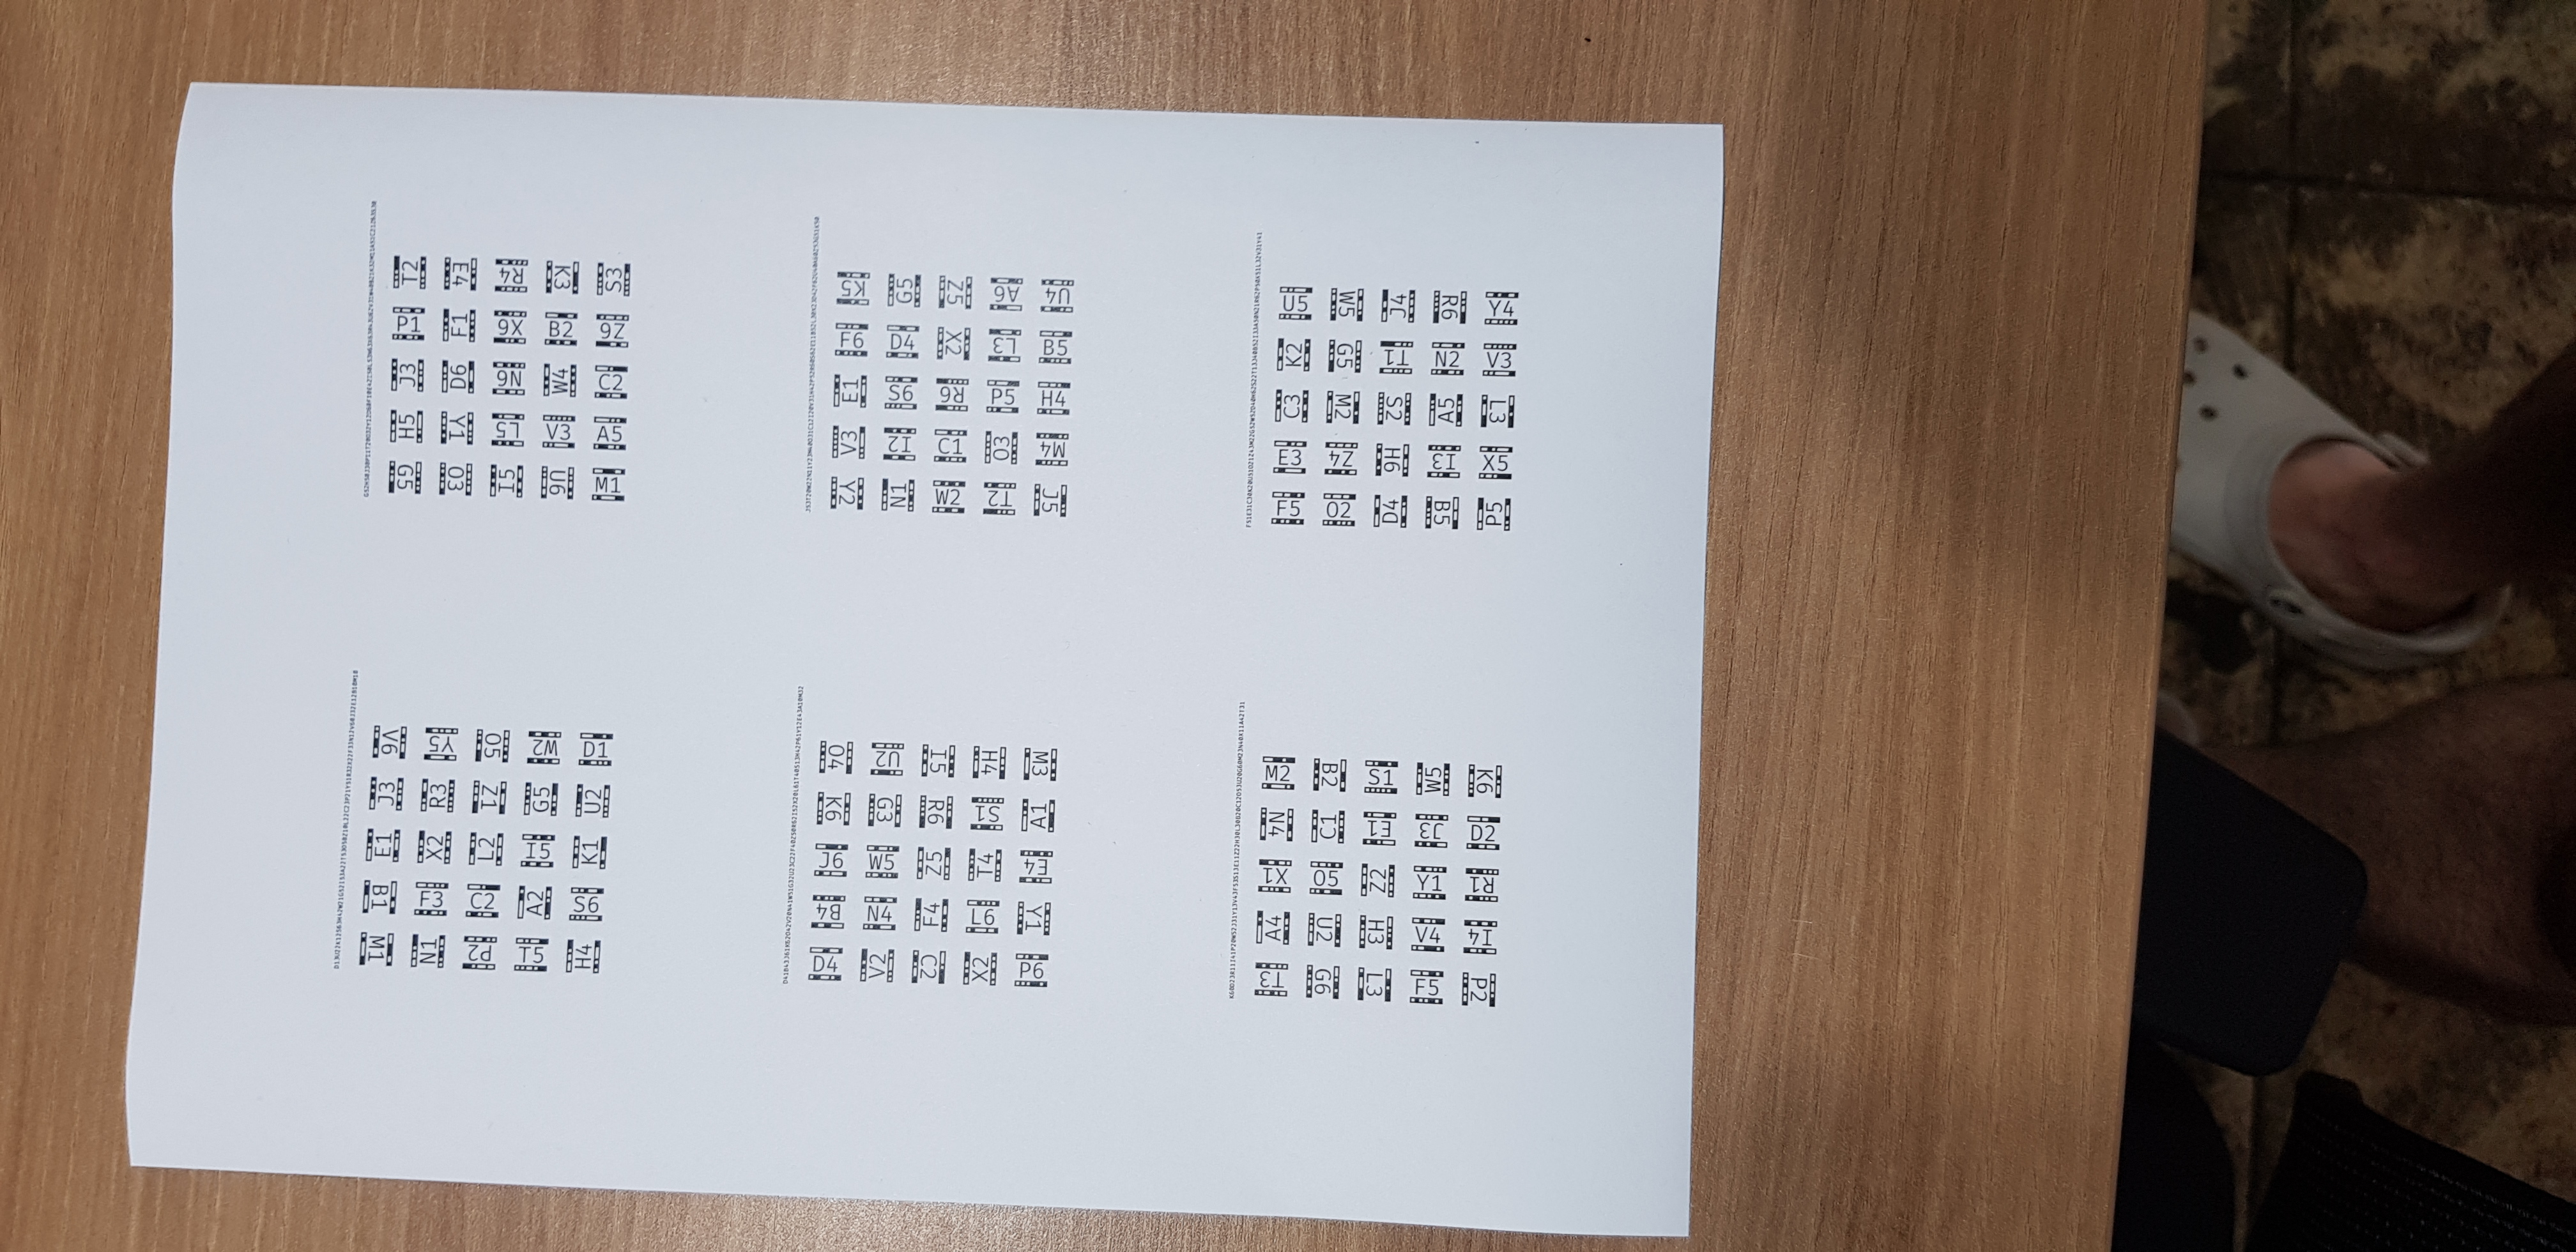 M1 B1 E1 J3 V6
N1 F3 X2 R3 Y5
P2 C2 L2 Z1 O5
T5 A2 I5 G5 W2
H4 S6 K1 U2 D1
G5 H5 J3 P1 T2
O3 Y1 D6 F1 E4
I5 L5 N6 X6 R4
U6 V3 W4 B2 K3
M1 A5 C2 Z6 S3
D4 B4 J6 K6 O4
V2 N4 W5 G3 U2
C2 F4 Z5 R6 I5
X2 L6 T4 S1 H4
P6 Y1 E4 A1 M3
Y2 V3 E1 F6 K5
N1 I2 S6 D4 G5
W2 C1 R6 X2 Z5
T2 O3 P5 L3 A6
J5 M4 H4 B5 U4
T3 A4 X1 N4 M2
G6 U2 O5 C1 B2
L3 H3 Z2 E1 S1
F5 V4 Y1 J3 W5
P2 I4 R1 D2 K6
F5 E3 C3 K2 U5
O2 Z4 M2 G5 W5
D4 H6 S2 T1 J4
B5 I3 A5 N2 R6
P5 X5 L3 V3 Y4